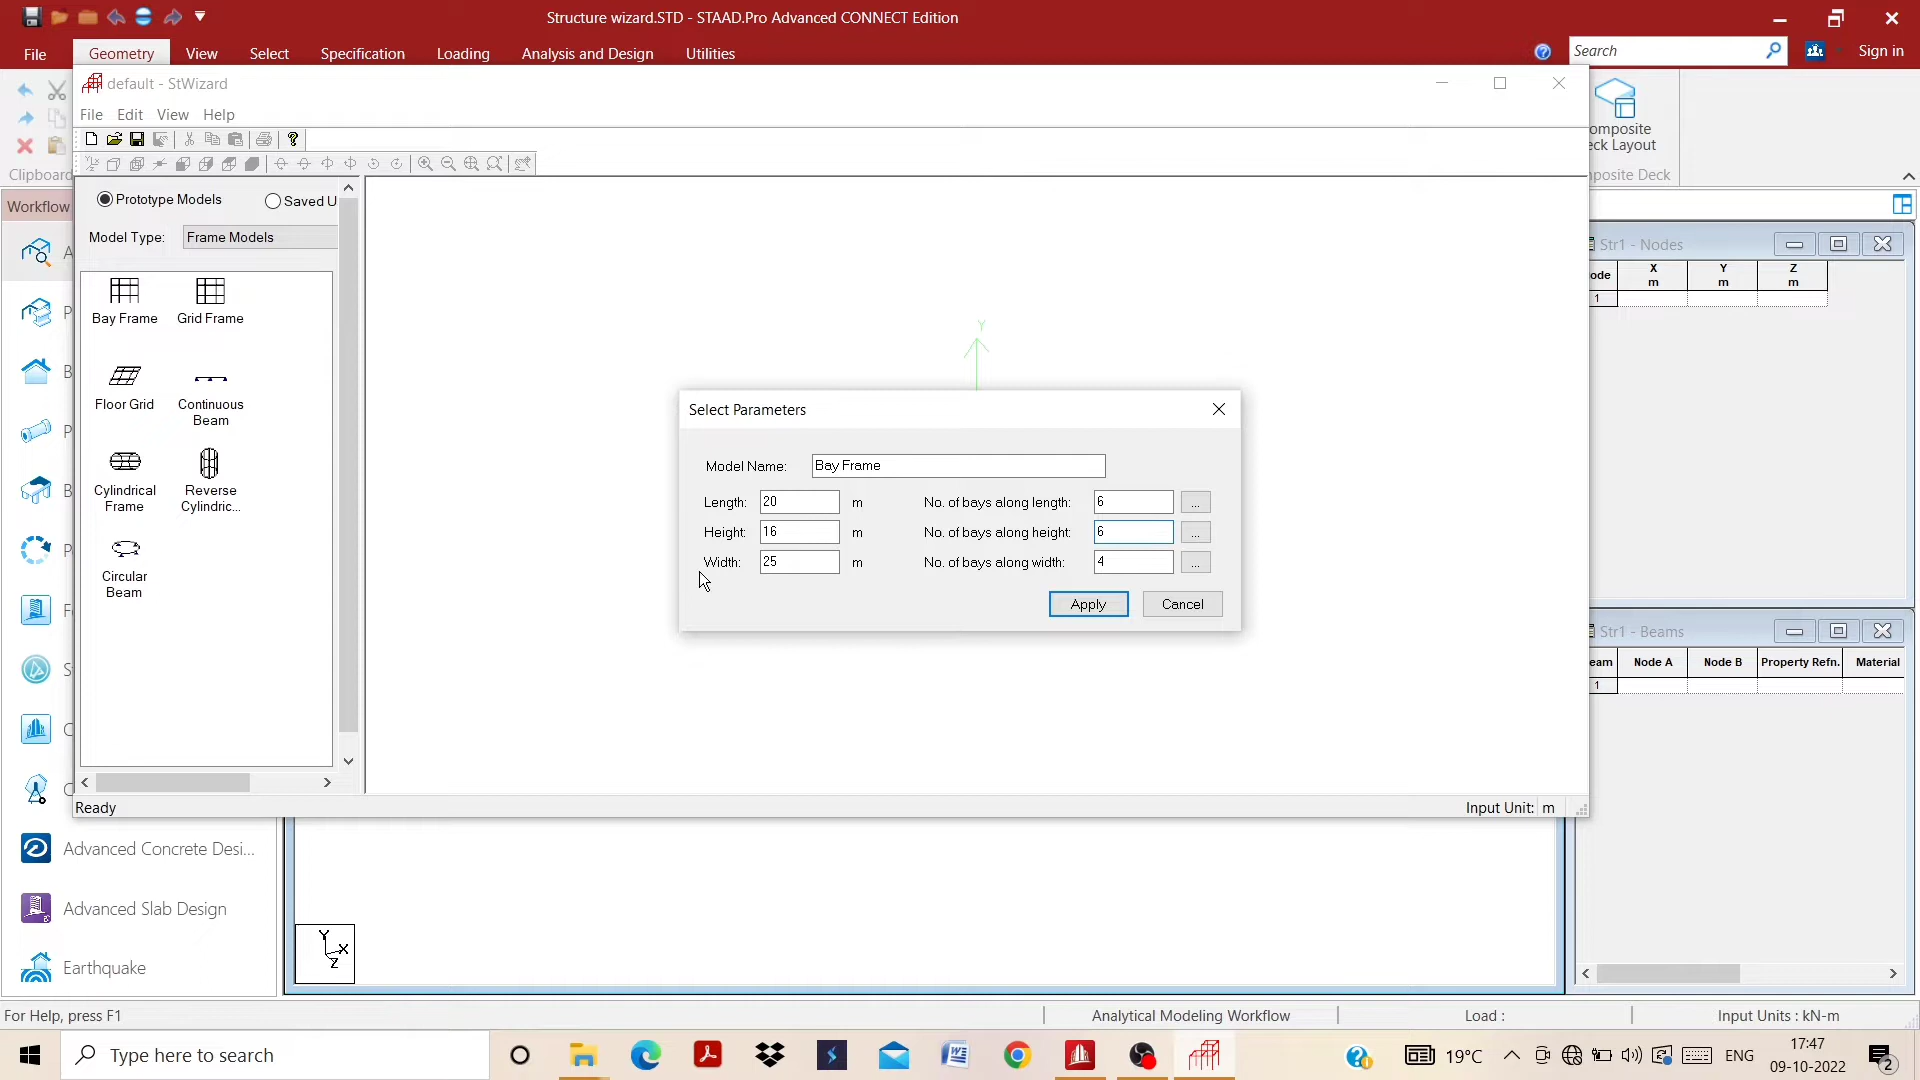 Structure wizard.STD - STAAD.Pro Advanced CONNECT Edition
File
Geometry
View
Select
Specification
Loading
Analysis and Design
Utilities
Search
Sign in
default - StWizard
File
Edit
View
Help
Clipboard
Workflow
Prototype Models
Saved U
Model Type:
Frame Models
Bay Frame
Grid Frame
Floor Grid
Continuous
Beam
Cylindrical
Frame
Reverse
Cylindric...
Circular
Beam
Y
Select Parameters
Model Name:
Bay Frame
Length:
20
m
No. of bays along length:
6
...
Height:
16
m
No. of bays along height:
6
...
Width:
25
m
No. of bays along width:
4
...
Apply
Cancel
Ready
Input Unit: m
omposite
eck Layout
posite Deck
Str1 - Nodes
ode
X
m
Y
m
Z
m
1
Str1 - Beams
eam
Node A
Node B
Property Refn.
Material
1
Advanced Concrete Desi...
Advanced Slab Design
Earthquake
Y
X
Z
For Help, press F1
Analytical Modeling Workflow
Load :
Input Units : kN-m
Type here to search
19°C
ENG
17:47
09-10-2022
2